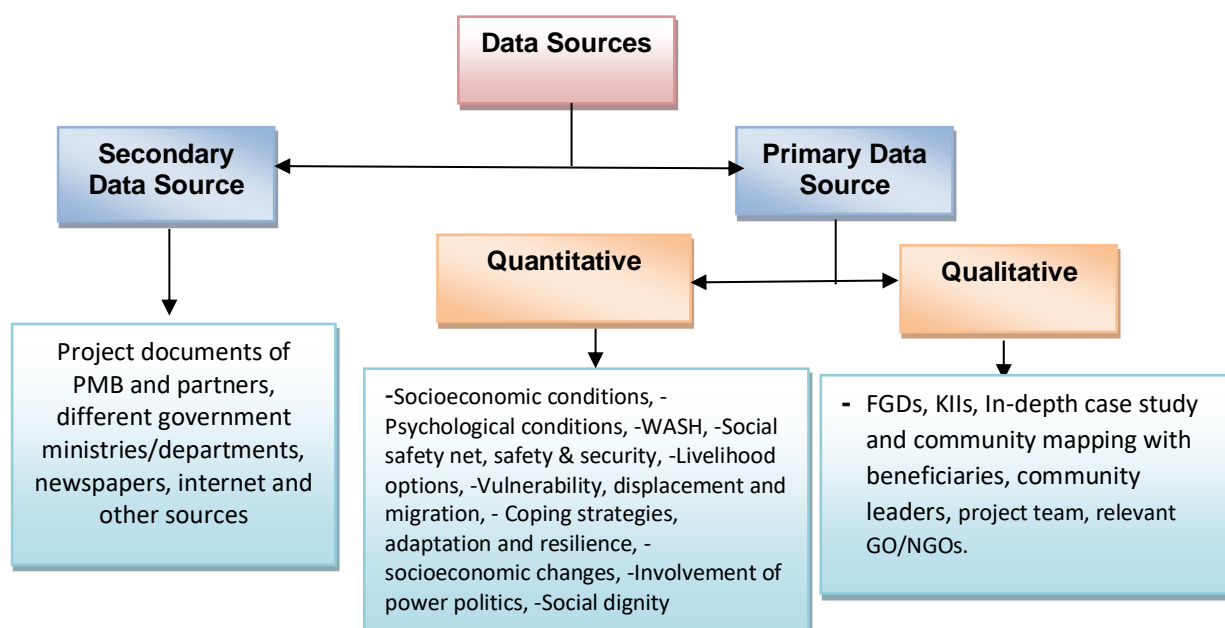 Data Sources
Secondary
Data Source
Primary Data
Source
Quantitative
Qualitative
Project documents of
PMB and partners,
different government
ministries/departments,
newspapers, internet and
other sources
-Socioeconomic conditions, -
Psychological conditions, -WASH, -Social
safety net, safety & security, -Livelihood
options, -Vulnerability, displacement and
migration, - Coping strategies,
adaptation and resilience, -
socioeconomic changes, -Involvement of
power politics, -Social dignity
- FGDs, KIIs, In-depth case study
and community mapping with
beneficiaries, community
leaders, project team, relevant
GO/NGOs.